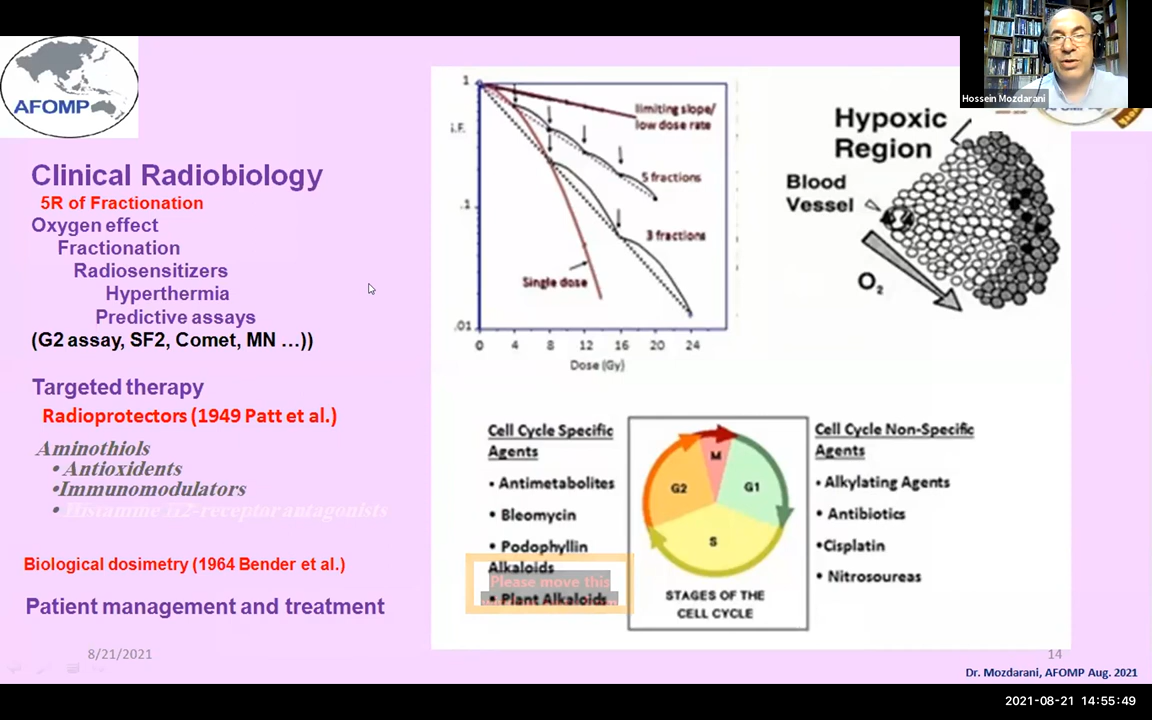 AFOMP
Hossein Mozdarani
Clinical Radiobiology
5R of Fractionation
Oxygen effect
Fractionation
Radiosensitizers
Hyperthermia
Predictive assays
(G2 assay, SF2, Comet, MN ...))
Targeted therapy
Radioprotectors (1949 Patt et al.)
Aminothiols
• Antioxidents
•Immunomodulators
• Histamine H2-receptor antagonists
Biological dosimetry (1964 Bender et al.)
Patient management and treatment
8/21/2021
1
.1
.01
limiting slope/
low dose rate
5 fractions
3 fractions
Single dose
0 4 8 12 16 20 24
Dose (Gy)
Hypoxic
Region
Blood
Vessel
O2
Cell Cycle Specific
Agents
• Antimetabolites
• Bleomycin
• Podophyllin
Alkaloids
Please move this
• Plant Alkaloids
M
G1
S
G2
STAGES OF THE
CELL CYCLE
Cell Cycle Non-Specific
Agents
• Alkylating Agents
• Antibiotics
•Cisplatin
• Nitrosoureas
14
Dr. Mozdarani, AFOMP Aug. 2021
2021-08-21 14:55:49